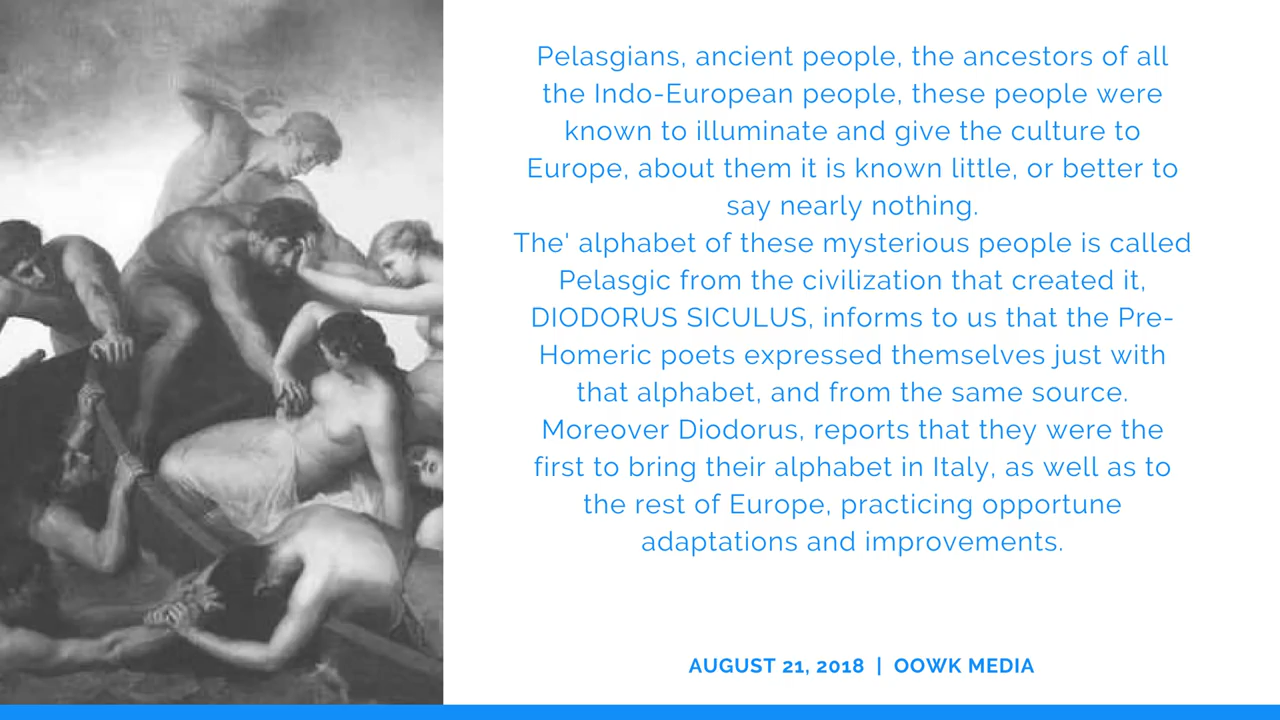 Pelasgians, ancient people, the ancestors of all
the Indo-European people, these people were
known to illuminate and give the culture to
Europe, about them it is known little, or better to
say nearly nothing.
The' alphabet of these mysterious people is called
Pelasgic from the civilization that created it,
DIODORUS SICULUS, informs to us that the Pre-
Homeric poets expressed themselves just with
that alphabet, and from the same source.
Moreover Diodorus, reports that they were the
first to bring their alphabet in Italy, as well as to
the rest of Europe, practicing opportune
adaptations and improvements.
AUGUST 21, 2018 | OOWK MEDIA